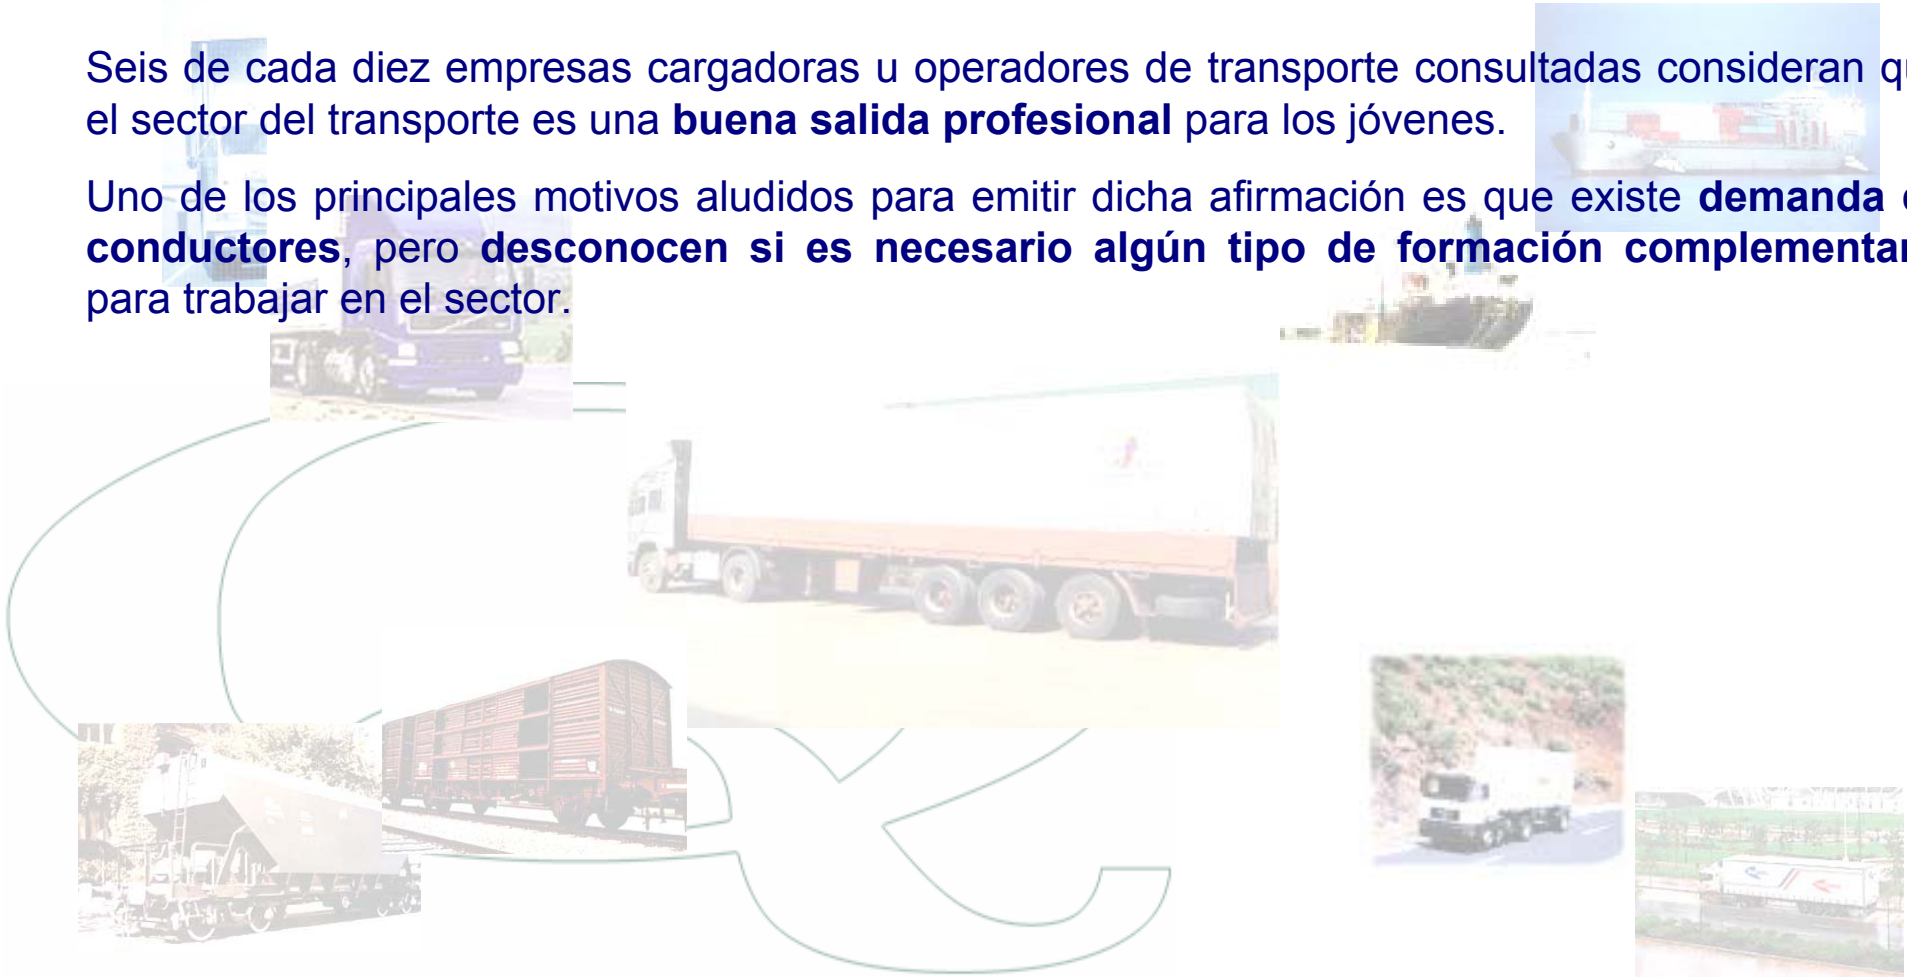 Seis de cada diez empresas cargadoras u operadores de transporte consultadas consideran
el sector del transporte es una buena salida profesional para los jóvenes.
Uno de los principales motivos aludidos para emitir dicha afirmación es que existe demanda
conductores, pero desconocen si es necesario algún tipo de formación
para trabajar en el sector.